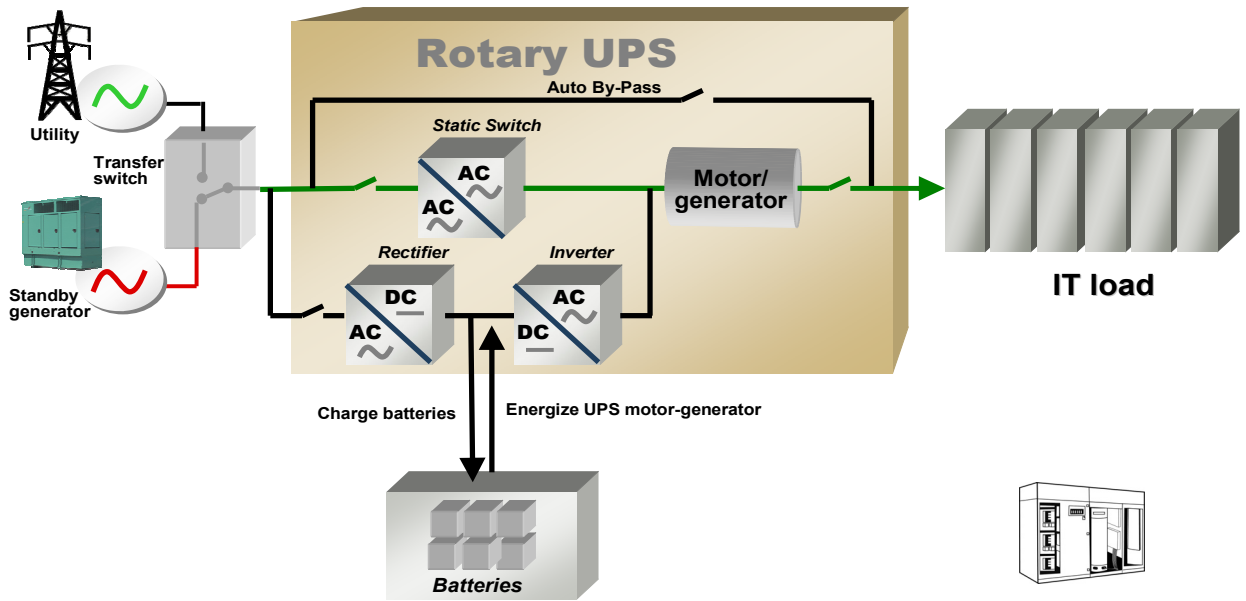 Rotary UPS
Auto By-Pass
Utility
Static Switch
Transfer
switch
AC
AC
Motor/
generator
Standby
generator
Rectifier
Inverter
DC
AC
AC
DC
IT load
Charge batteries
Energize UPS motor-generator
Batteries